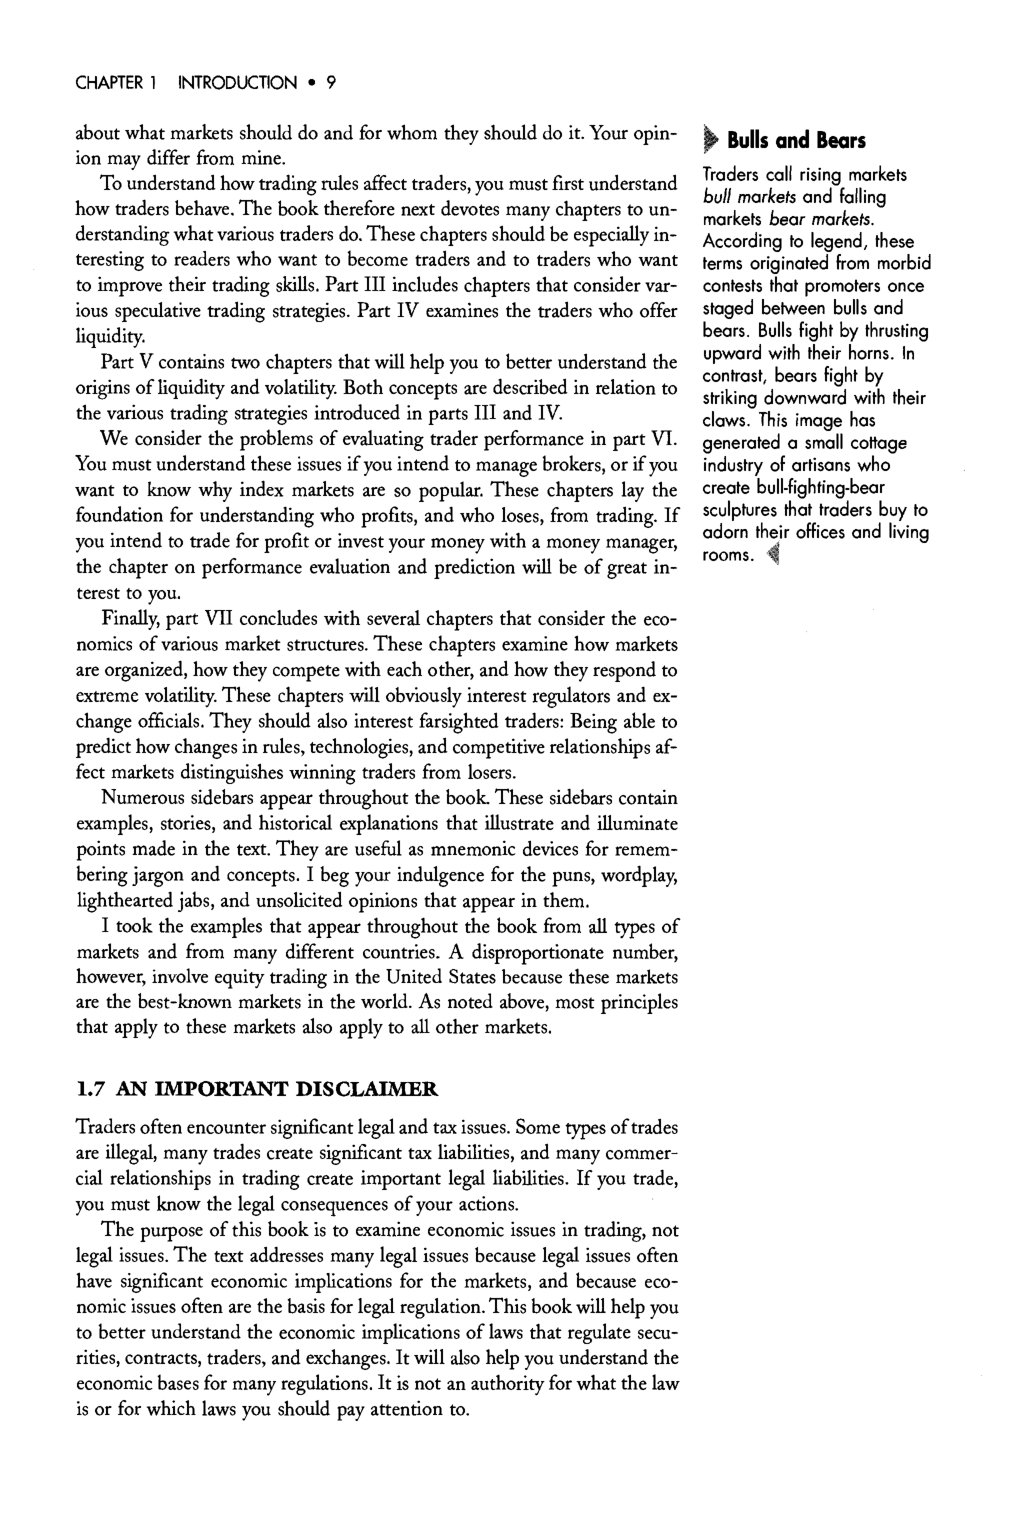 CHAPTER 1 INTRODUCTION • 9
about what markets should do and for whom they should do it. Your opin-
ion may differ from mine.
To understand how trading rules affect traders, you must first understand
how traders behave. The book therefore next devotes many chapters to un-
derstanding what various traders do. These chapters should be especially in-
teresting to readers who want to become traders and to traders who want
to improve their trading skills. Part III includes chapters that consider var-
ious speculative trading strategies. Part IV examines the traders who offer
liquidity.
Part V contains two chapters that will help you to better understand the
origins of liquidity and volatility. Both concepts are described in relation to
the various trading strategies introduced in parts III and IV.
We consider the problems of evaluating trader performance in part VI.
You must understand these issues if you intend to manage brokers, or if you
want to know why index markets are so popular. These chapters lay the
foundation for understanding who profits, and who loses, from trading. If
you intend to trade for profit or invest your money with a money manager,
the chapter on performance evaluation and prediction will be of great in-
terest to you.
Finally, part VII concludes with several chapters that consider the eco-
nomics of various market structures. These chapters examine how markets
are organized, how they compete with each other, and how they respond to
extreme volatility. These chapters will obviously interest regulators and ex-
change officials. They should also interest farsighted traders: Being able to
predict how changes in rules, technologies, and competitive relationships af-
fect markets distinguishes winning traders from losers.
Numerous sidebars appear throughout the book. These sidebars contain
examples, stories, and historical explanations that illustrate and illuminate
points made in the text. They are useful as mnemonic devices for remem-
bering jargon and concepts. I beg your indulgence for the puns, wordplay,
lighthearted jabs, and unsolicited opinions that appear in them.
I took the examples that appear throughout the book from all types of
markets and from many different countries. A disproportionate number,
however, involve equity trading in the United States because these markets
are the best-known markets in the world. As noted above, most principles
that apply to these markets also apply to all other markets.
1.7 AN IMPORTANT DISCLAIMER
Traders often encounter significant legal and tax issues. Some types of trades
are illegal, many trades create significant tax liabilities, and many commer-
cial relationships in trading create important legal liabilities. If you trade,
you must know the legal consequences of your actions.
The purpose of this book is to examine economic issues in trading, not
legal issues. The text addresses many legal issues because legal issues often
have significant economic implications for the markets, and because eco-
nomic issues often are the basis for legal regulation. This book will help you
to better understand the economic implications of laws that regulate secu-
rities, contracts, traders, and exchanges. It will also help you understand the
economic bases for many regulations. It is not an authority for what the law
is or for which laws you should pay attention to.
Bulls and Bears
Traders call rising markets
bull markets and falling
markets bear markets.
According to legend, these
terms originated from morbid
contests that promoters once
staged between bulls and
bears. Bulls fight by thrusting
upward with their horns. In
contrast, bears fight by
striking downward with their
claws. This image has
generated a small cottage
industry of artisans who
create bull-fighting-bear
sculptures that traders buy to
adorn their offices and living
rooms.